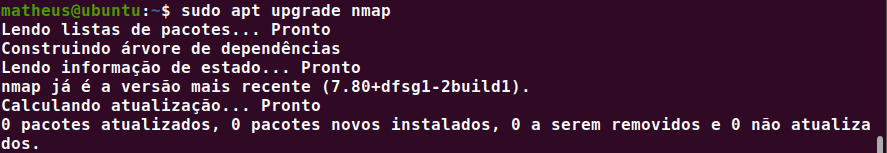 matheus@ubuntu:~$ sudo apt upgrade nmap
Lendo listas de pacotes... Pronto
Construindo árvore de dependências
Lendo informação de estado... Pronto
nmap já é a versão mais recente (7.80+dfsg1-2build1).
Calculando atualização... Pronto
0 pacotes atualizados, 0 pacotes novos instalados, 0 a serem removidos e 0 não atualiza
dos.